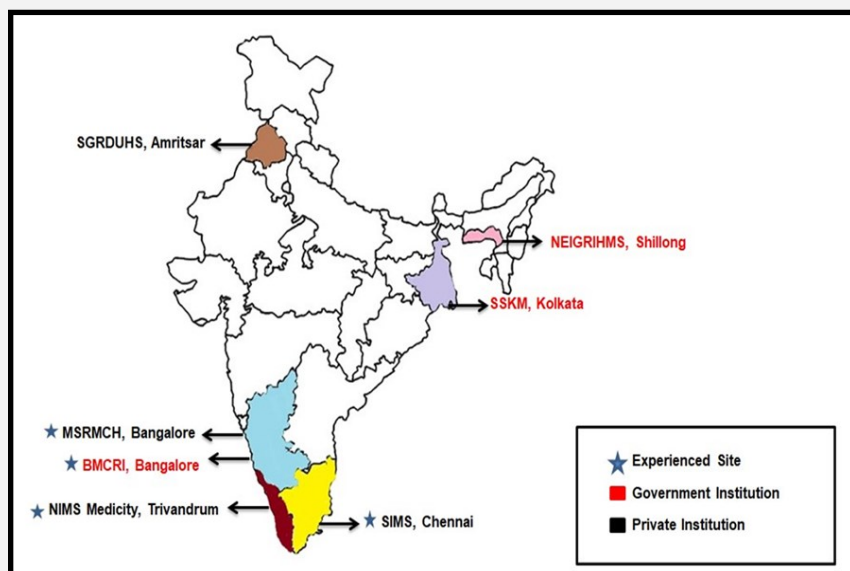 SGRDUHS, Amritsar
NEIGRIHMS, Shillong
SSKM, Kolkata
MSRMCH, Bangalore
BMCRI, Bangalore
NIMS Medicity, Trivandrum
SIMS, Chennai
Experienced Site
Government Institution
Private Institution